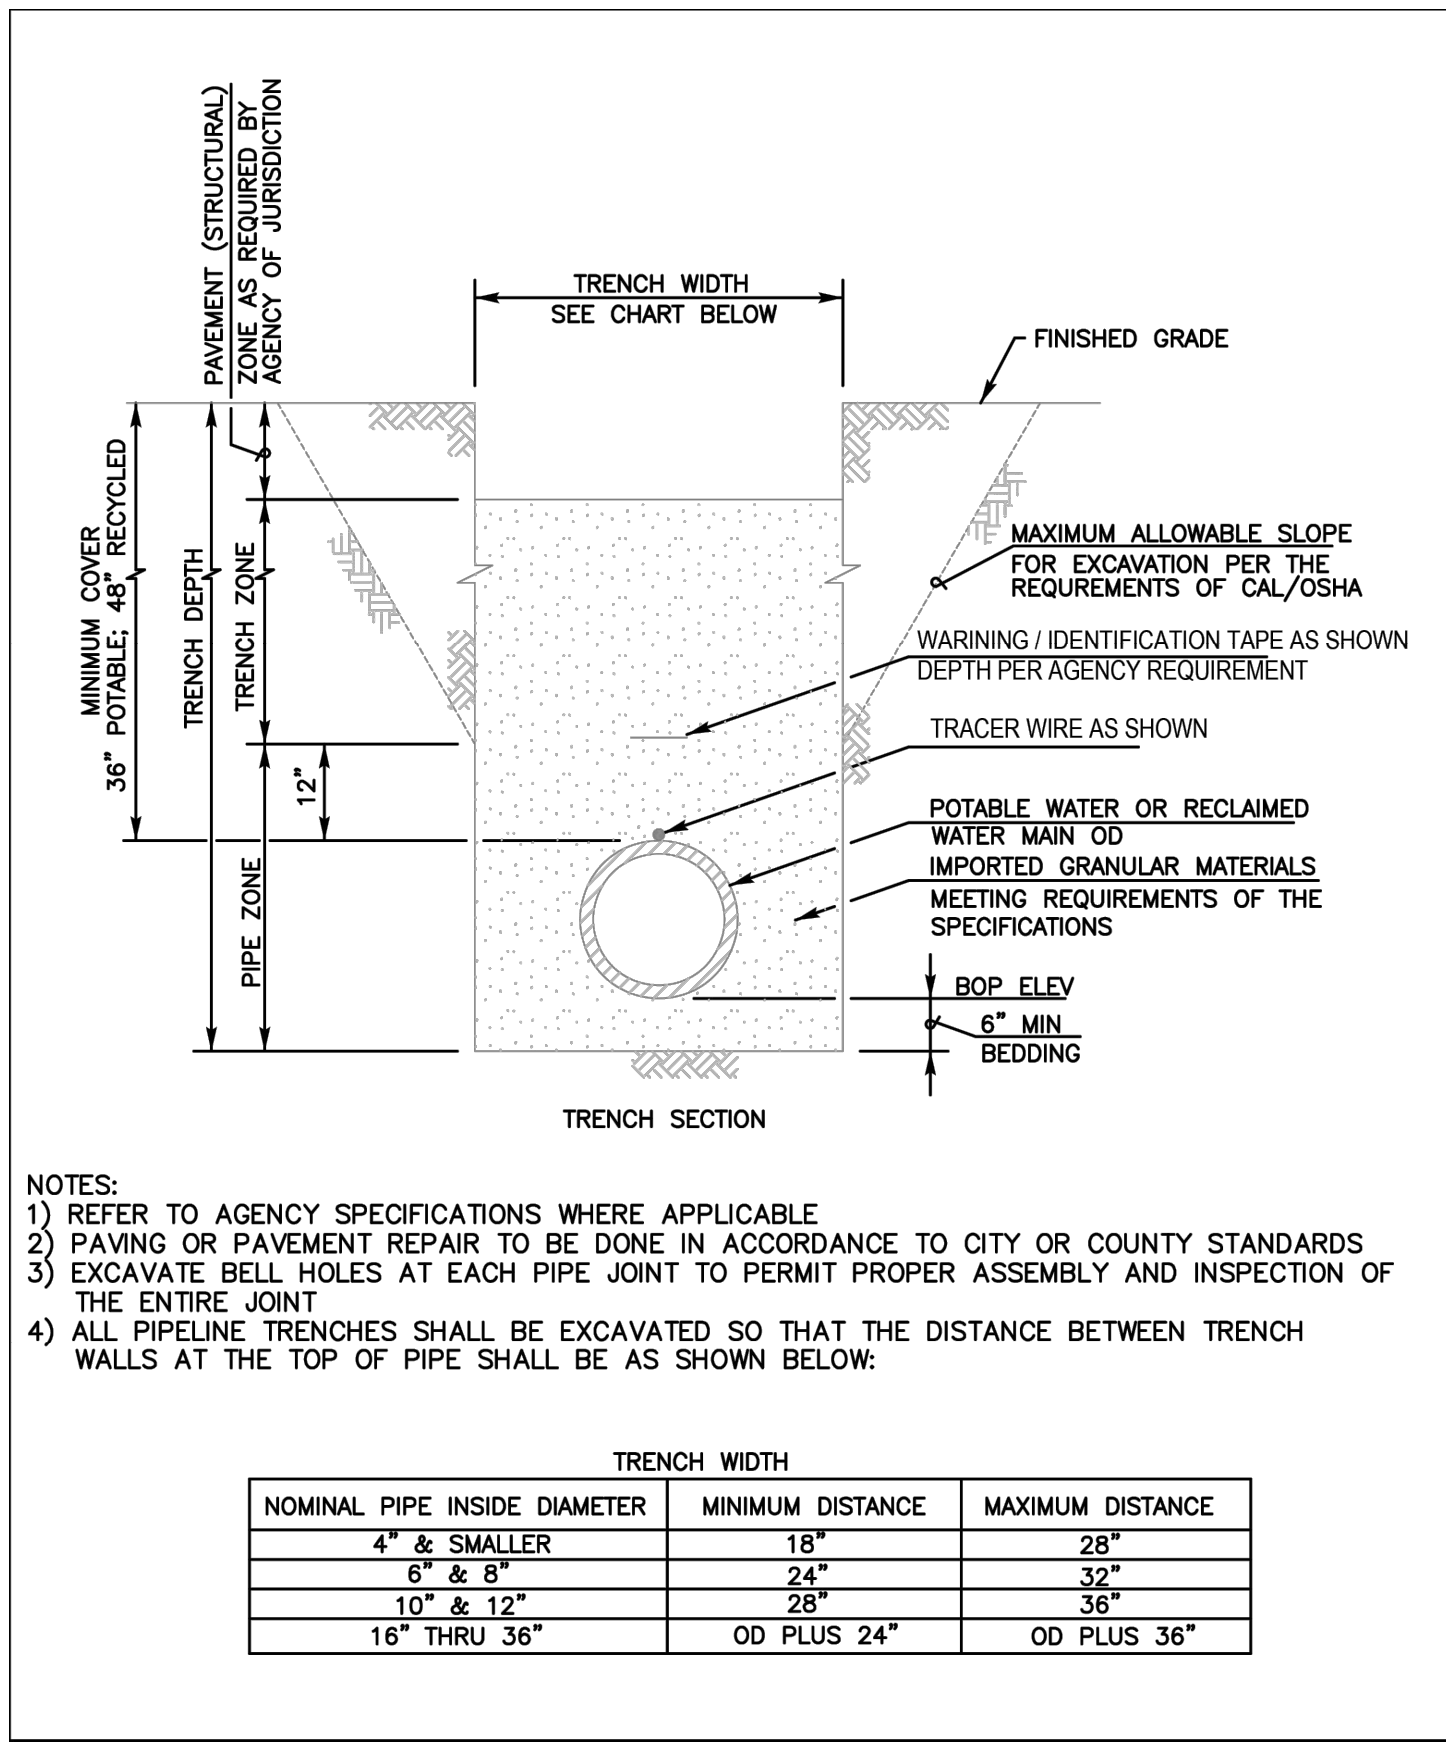 PAVEMENT (STRUCTURAL)
ZONE AS REQUIRED BY
AGENCY OF JURISDICTION
TRENCH WIDTH
SEE CHART BELOW
FINISHED GRADE
MINIMUM COVER
36" POTABLE; 48" RECYCLED
TRENCH DEPTH
TRENCH ZONE
12"
PIPE ZONE
MAXIMUM ALLOWABLE SLOPE
FOR EXCAVATION PER THE
REQUREMENTS OF CAL/OSHA
WARINING / IDENTIFICATION TAPE AS SHOWN
DEPTH PER AGENCY REQUIREMENT
TRACER WIRE AS SHOWN
POTABLE WATER OR RECLAIMED
WATER MAIN OD
IMPORTED GRANULAR MATERIALS
MEETING REQUIREMENTS OF THE
SPECIFICATIONS
BOP ELEV
6" MIN
BEDDING
TRENCH SECTION
NOTES:
1) REFER TO AGENCY SPECIFICATIONS WHERE APPLICABLE
2) PAVING OR PAVEMENT REPAIR TO BE DONE IN ACCORDANCE TO CITY OR COUNTY STANDARDS
3) EXCAVATE BELL HOLES AT EACH PIPE JOINT TO PERMIT PROPER ASSEMBLY AND INSPECTION OF
THE ENTIRE JOINT
4) ALL PIPELINE TRENCHES SHALL BE EXCAVATED SO THAT THE DISTANCE BETWEEN TRENCH
WALLS AT THE TOP OF PIPE SHALL BE AS SHOWN BELOW:
TRENCH WIDTH
NOMINAL PIPE INSIDE DIAMETER MINIMUM DISTANCE MAXIMUM DISTANCE
4" & SMALLER 18" 28"
6" & 8" 24" 32"
10" & 12" 28" 36"
16" THRU 36" OD PLUS 24" OD PLUS 36"